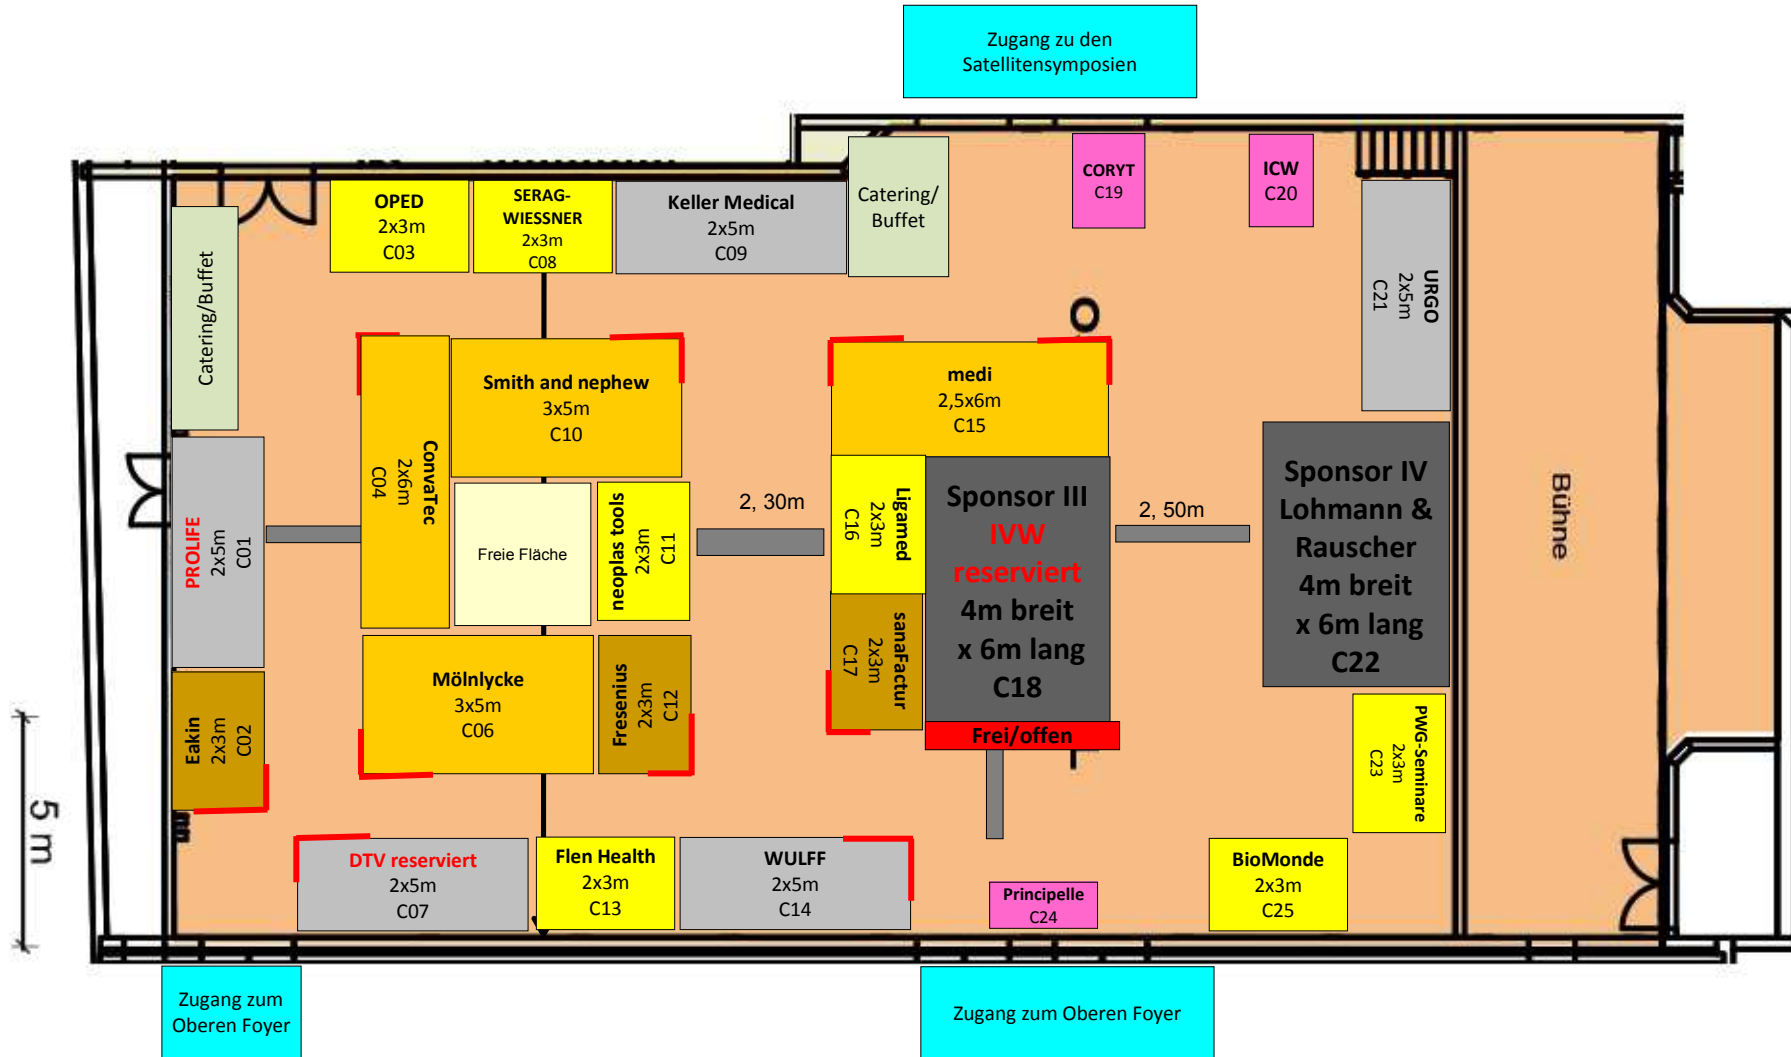 Zugang zu den
Satellitensymposien
OPED
2x3m
C03
SERAG-
WIESSNER
2x3m
C08
Keller Medical
2x5m
C09
Catering/
Buffet
CORYT
C19
ICW
C20
URGO
2x5m
C21
Catering/Buffet
ConvaTec
2x6m
C04
Smith and nephew
3x5m
C10
medi
2,5x6m
C15
PROLIFE
2x5m
C01
Freie Fläche
neoplas tools
2x3m
C11
2, 30m
Ligamed
2x3m
C16
Sponsor III
IVW
reserviert
4m breit
x 6m lang
C18
2, 50m
Sponsor IV
Lohmann &
Rauscher
4m breit
x 6m lang
C22
Bühne
Eakin
2x3m
C02
Mölnlycke
3x5m
C06
Fresenius
2x3m
C12
sanaFactur
2x3m
C17
Frei/offen
PWG-Seminare
2x3m
C23
5 m
DTV reserviert
2x5m
C07
Flen Health
2x3m
C13
WULFF
2x5m
C14
Principelle
C24
BioMonde
2x3m
C25
Zugang zum
Oberen Foyer
Zugang zum Oberen Foyer